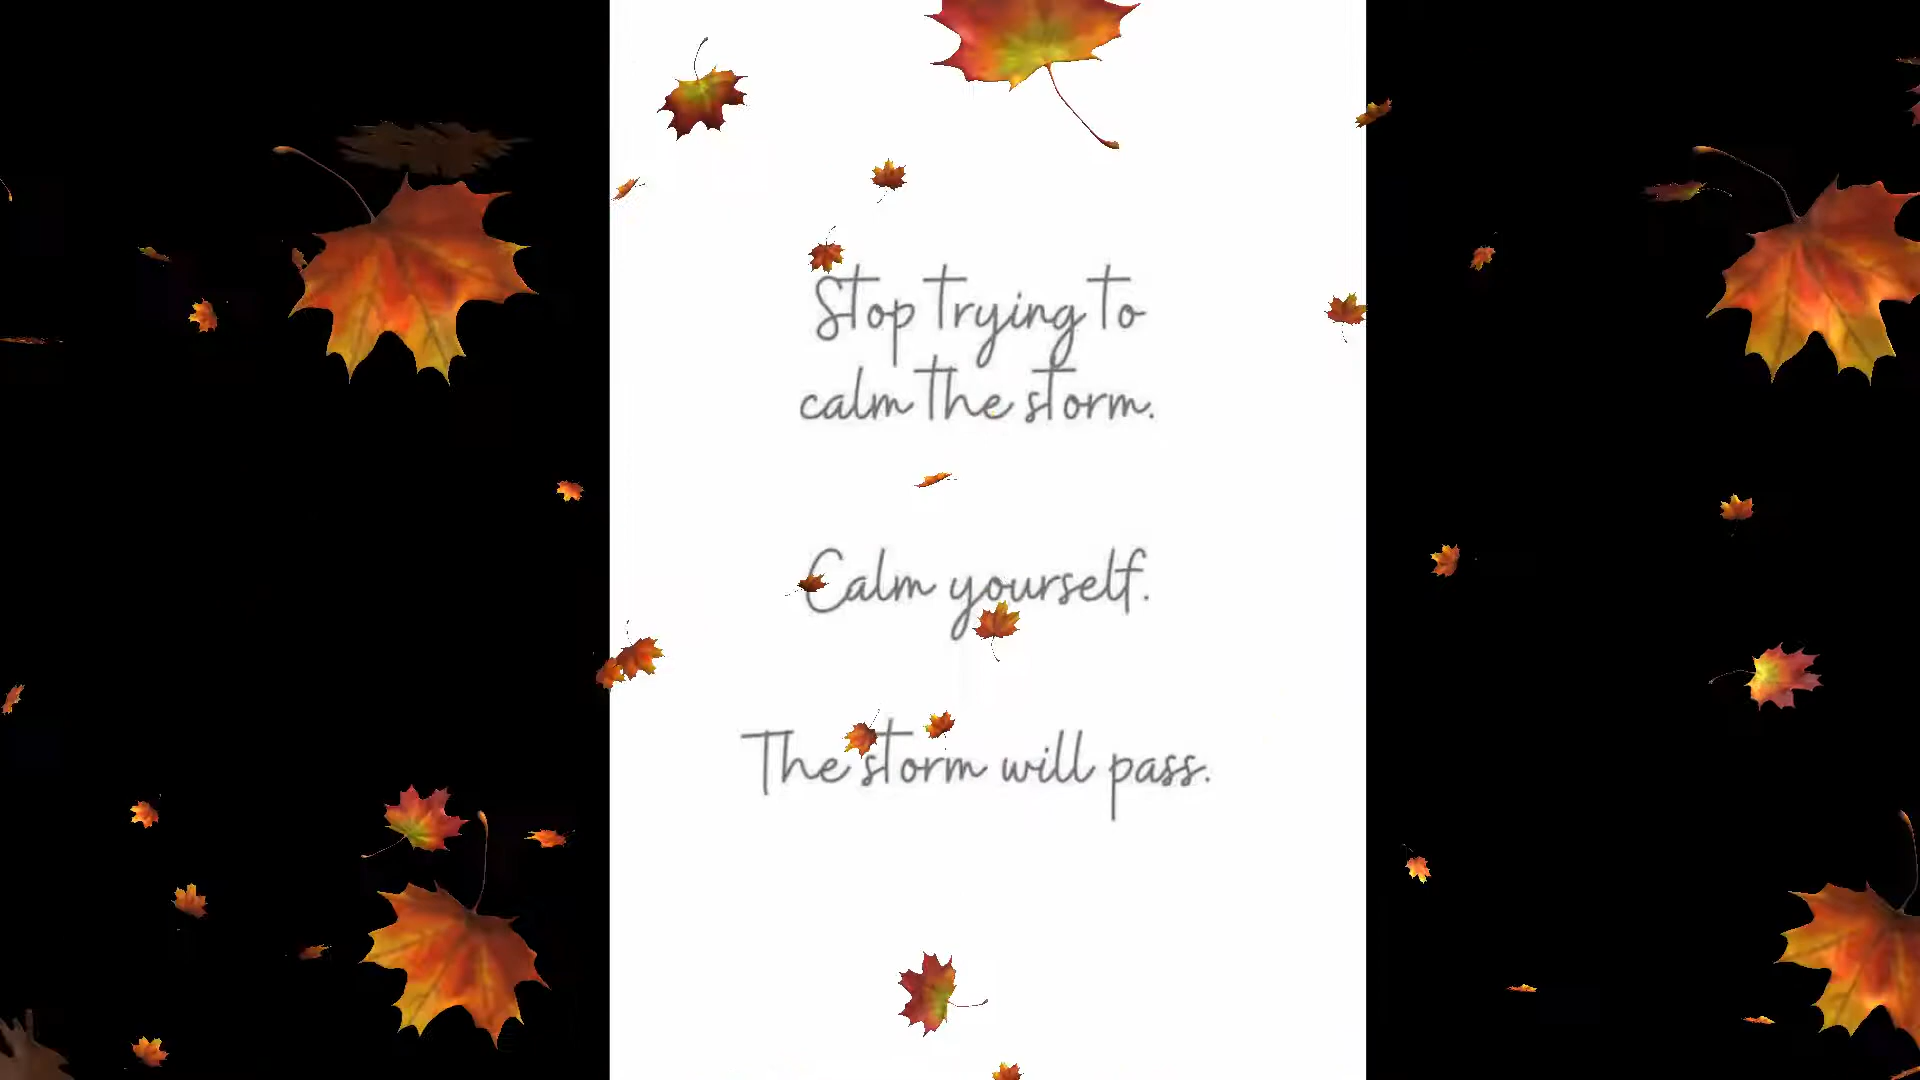 Stop trying to
calm the storm.
Calm yourself.
The storm will pass.